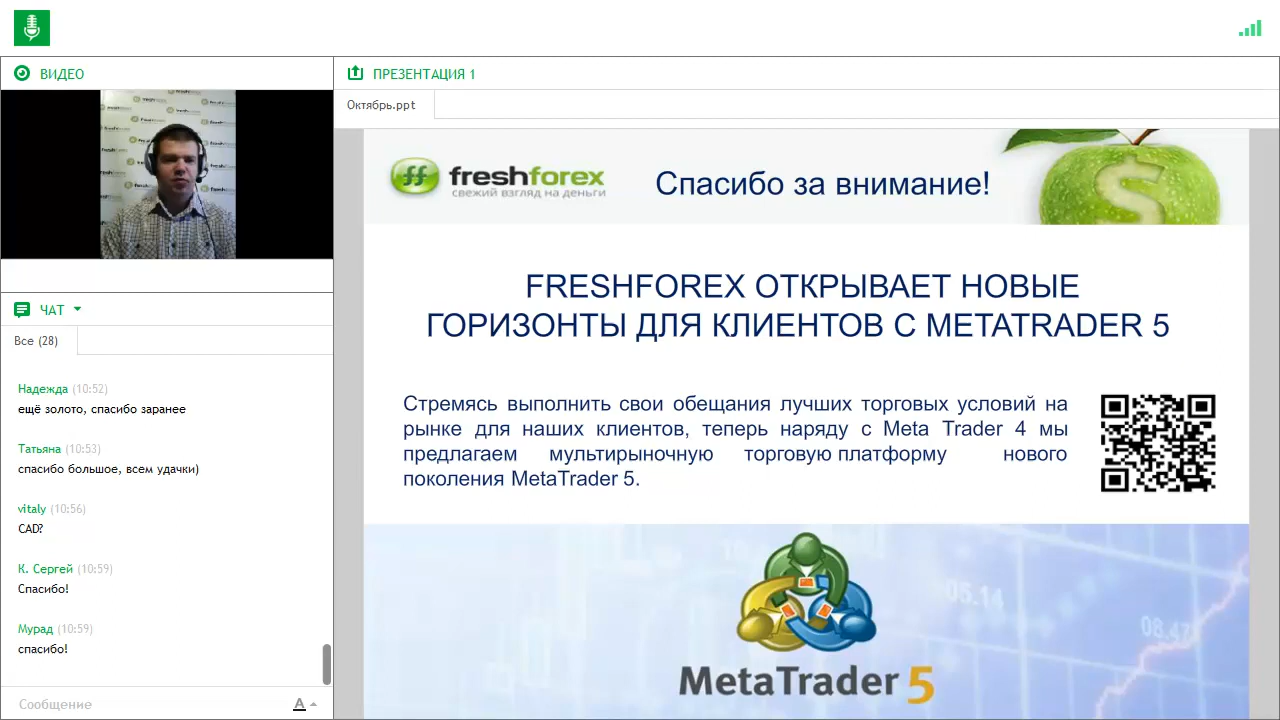 ВИДЕО
ПРЕЗЕНТАЦИЯ 1
Октябрь.ppt
freshforex
свежий взгляд на деньги
Спасибо за внимание!
FRESHFOREX ОТКРЫВАЕТ НОВЫЕ
ГОРИЗОНТЫ ДЛЯ КЛИЕНТОВ С METATRADER 5
Стремясь выполнить свои обещания лучших торговых условий на
рынке для наших клиентов, теперь наряду с Meta Trader 4 мы
предлагаем мультирыночную торговую платформу нового
поколения MetaTrader 5.
05.14
08.47
MetaTrader 5
ЧАТ
Все (28)
Надежда (10:52)
ещё золото, спасибо заранее
Татьяна (10:53)
спасибо большое, всем удачки)
vitaly (10:56)
CAD?
К. Сергей (10:59)
Спасибо!
Мурад (10:59)
спасибо!
Сообщение
A